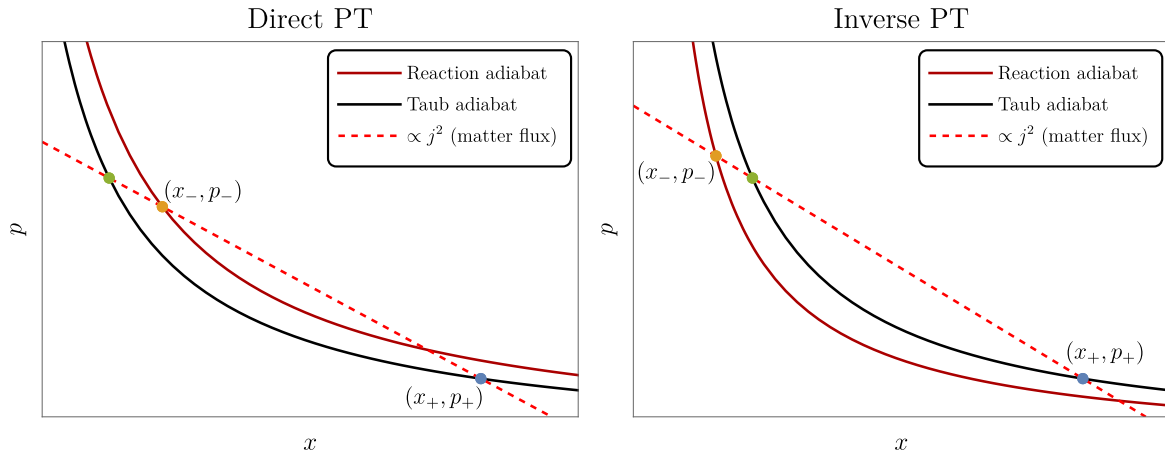 Direct PT
Reaction adiabat
Taub adiabat
∝ j² (matter flux)
(x₋, p₋)
(x₊, p₊)
p
x
Inverse PT
Reaction adiabat
Taub adiabat
∝ j² (matter flux)
(x₋, p₋)
(x₊, p₊)
p
x